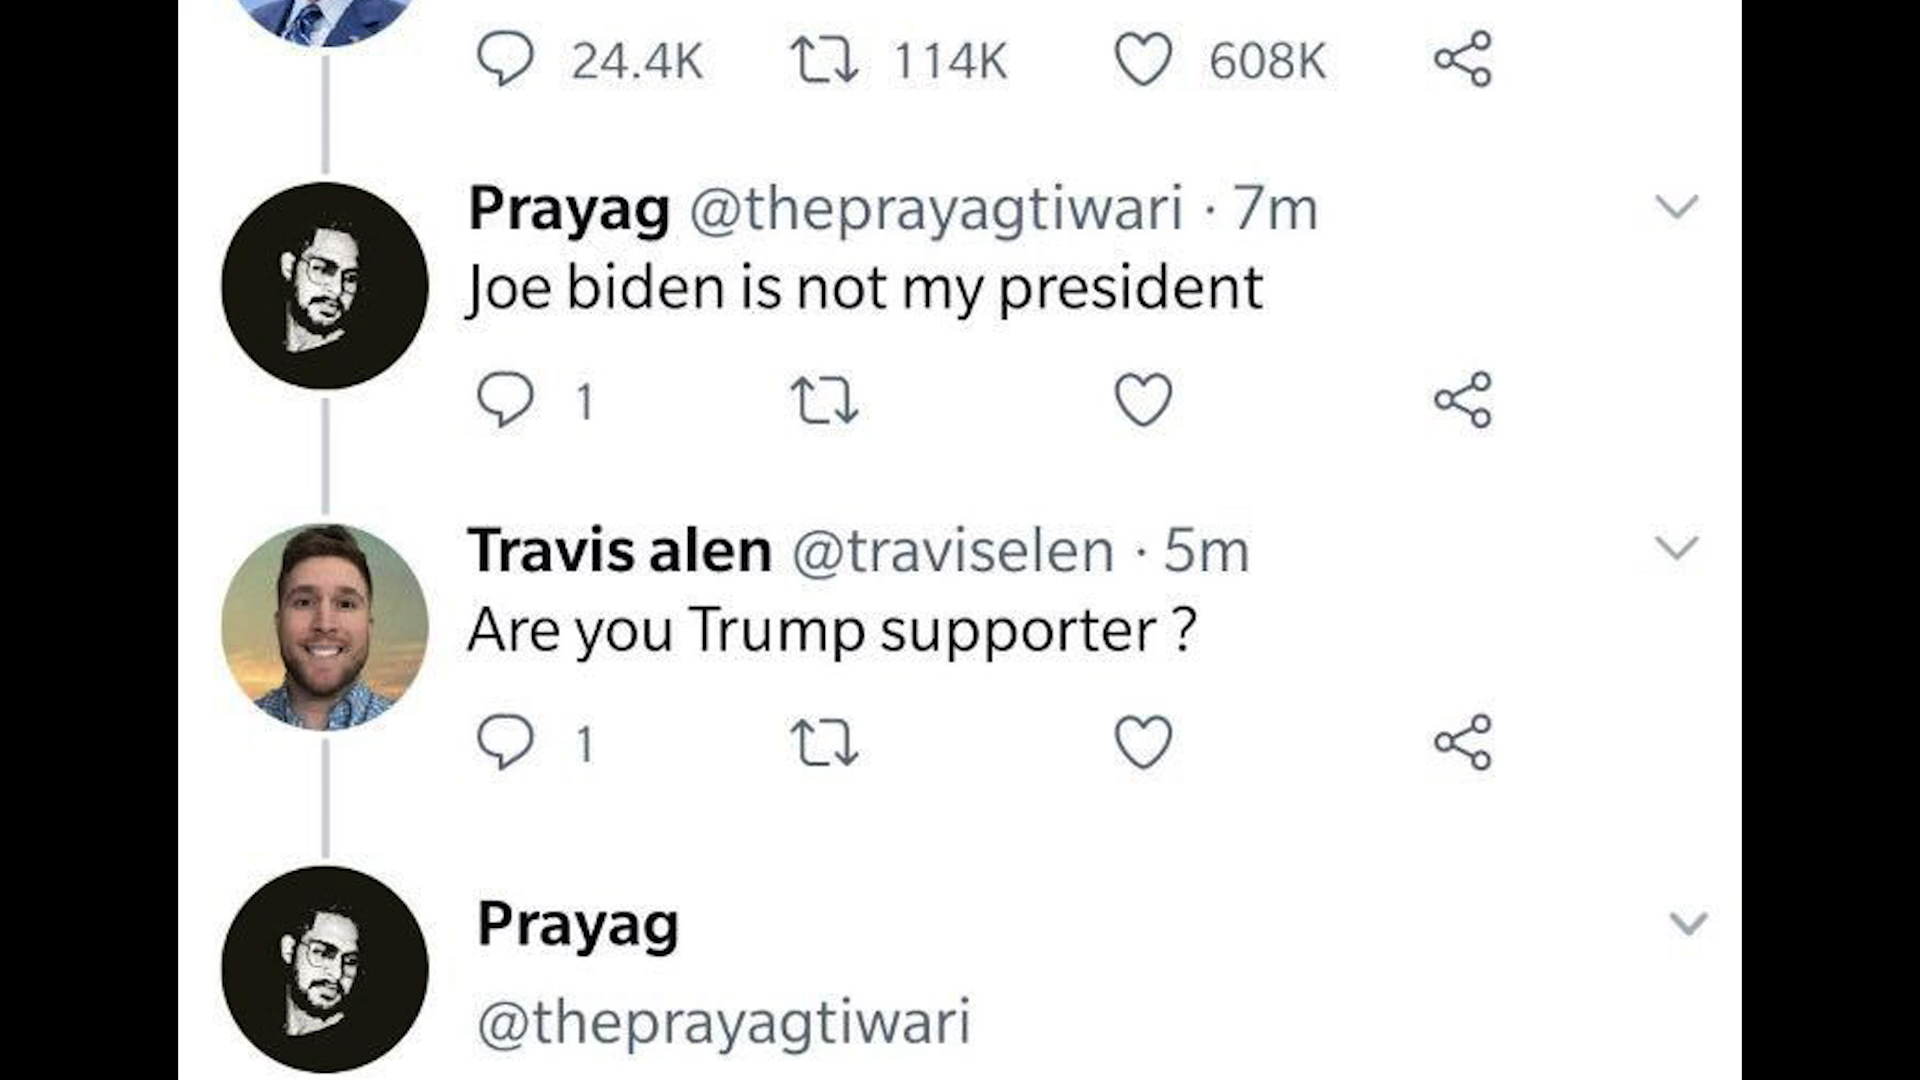 24.4K 114K 608K
Prayag @theprayagtiwari · 7m
Joe biden is not my president
1
Travis alen @traviselen · 5m
Are you Trump supporter ?
1
Prayag
@theprayagtiwari